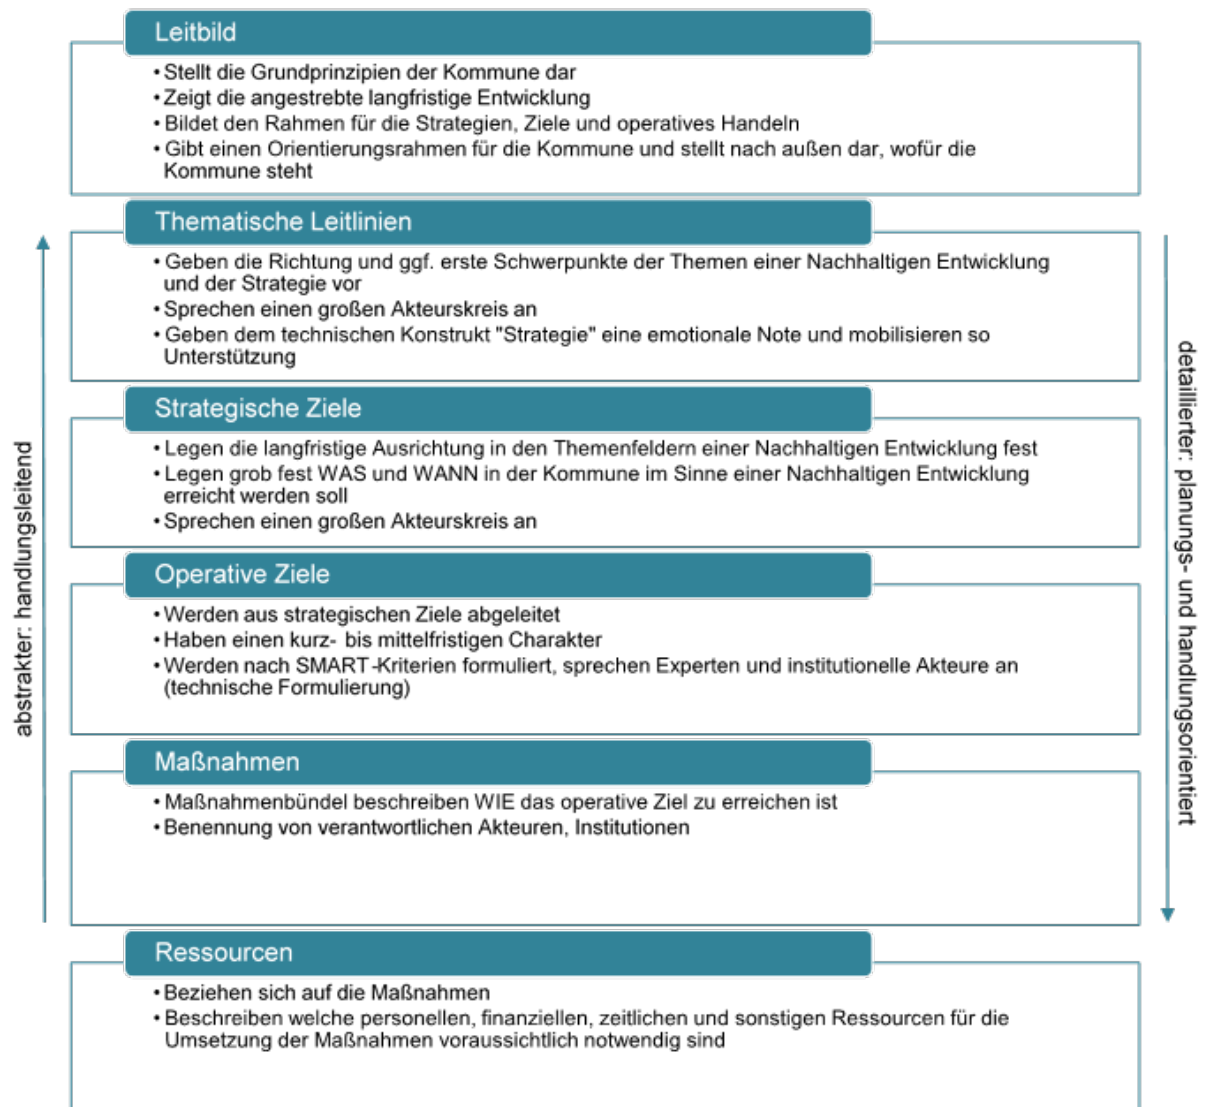 Leitbild
• Stellt die Grundprinzipien der Kommune dar
• Zeigt die angestrebte langfristige Entwicklung
• Bildet den Rahmen für die Strategien, Ziele und operatives Handeln
• Gibt einen Orientierungsrahmen für die Kommune und stellt nach außen dar, wofür die
Kommune steht
Thematische Leitlinien
• Geben die Richtung und ggf. erste Schwerpunkte der Themen einer Nachhaltigen Entwicklung
und der Strategie vor
• Sprechen einen großen Akteurskreis an
• Geben dem technischen Konstrukt "Strategie" eine emotionale Note und mobilisieren so
Unterstützung
Strategische Ziele
• Legen die langfristige Ausrichtung in den Themenfeldern einer Nachhaltigen Entwicklung fest
• Legen grob fest WAS und WANN in der Kommune im Sinne einer Nachhaltigen Entwicklung
erreicht werden soll
• Sprechen einen großen Akteurskreis an
Operative Ziele
• Werden aus strategischen Ziele abgeleitet
• Haben einen kurz- bis mittelfristigen Charakter
• Werden nach SMART-Kriterien formuliert, sprechen Experten und institutionelle Akteure an
(technische Formulierung)
Maßnahmen
• Maßnahmenbündel beschreiben WIE das operative Ziel zu erreichen ist
• Benennung von verantwortlichen Akteuren, Institutionen
Ressourcen
• Beziehen sich auf die Maßnahmen
• Beschreiben welche personellen, finanziellen, zeitlichen und sonstigen Ressourcen für die
Umsetzung der Maßnahmen voraussichtlich notwendig sind
abstrakter: handlungsleitend
detaillierter: planungs- und handlungsorientiert